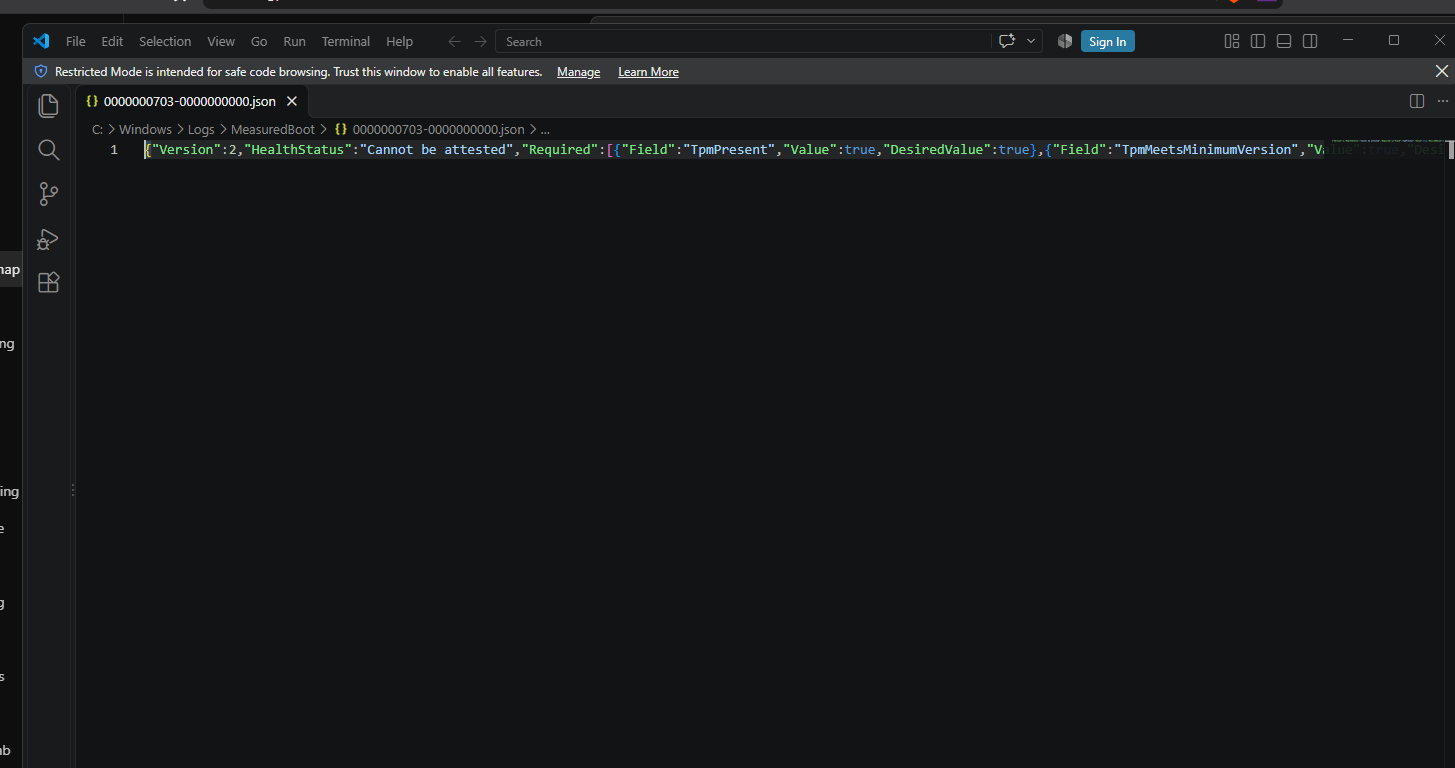 File Edit Selection View Go Run Terminal Help Search Sign In
Restricted Mode is intended for safe code browsing. Trust this window to enable all features. Manage Learn More
{} 0000000703-0000000000.json
C: > Windows > Logs > MeasuredBoot > {} 0000000703-0000000000.json > ...
1 {"Version":2,"HealthStatus":"Cannot be attested","Required":[{"Field":"TpmPresent","Value":true,"DesiredValue":true},{"Field":"TpmMeetsMinimumVersion","Value":true,"Desi
nap
ng
ing
e
g
s
ab